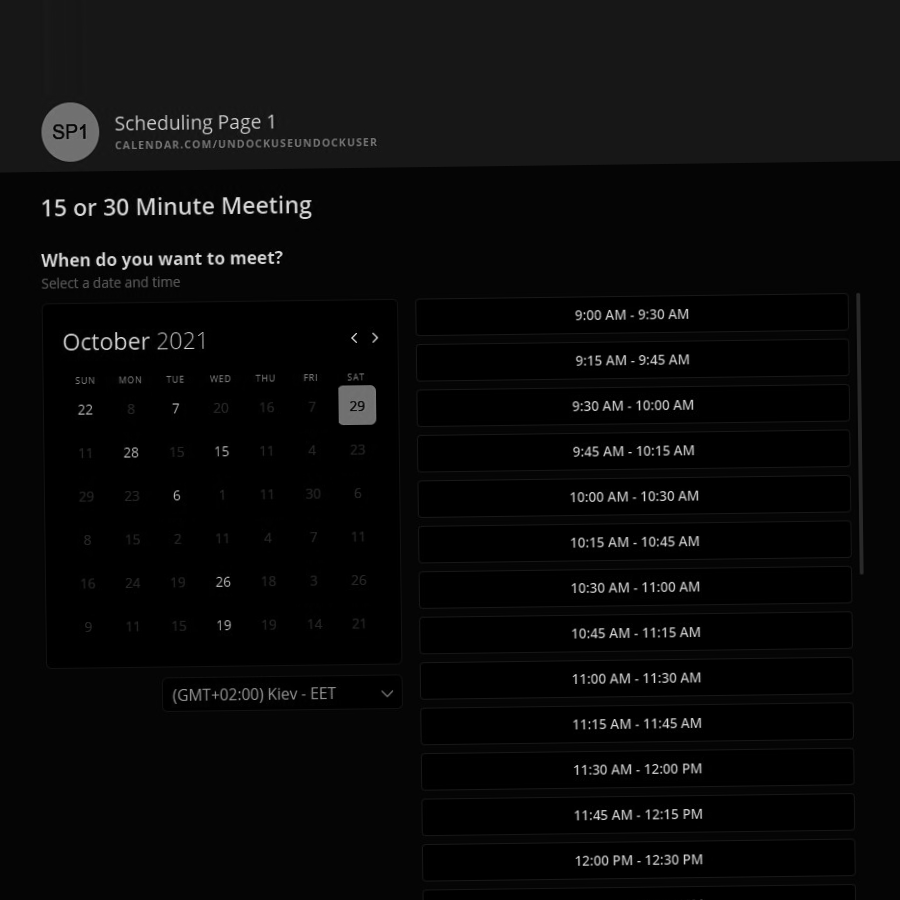 SP1
Scheduling Page 1
CALENDAR.COM/UNDOCKUSEUNDOCKUSER
15 or 30 Minute Meeting
When do you want to meet?
Select a date and time
October 2021
SUN MON TUE WED THU FRI SAT
22 8 7 20 16 7 29
11 28 15 15 11 4 23
29 23 6 1 11 30 6
8 15 2 11 4 7 11
16 24 19 26 18 3 26
9 11 15 19 19 14 21
(GMT+02:00) Kiev - EET
9:00 AM - 9:30 AM
9:15 AM - 9:45 AM
9:30 AM - 10:00 AM
9:45 AM - 10:15 AM
10:00 AM - 10:30 AM
10:15 AM - 10:45 AM
10:30 AM - 11:00 AM
10:45 AM - 11:15 AM
11:00 AM - 11:30 AM
11:15 AM - 11:45 AM
11:30 AM - 12:00 PM
11:45 AM - 12:15 PM
12:00 PM - 12:30 PM